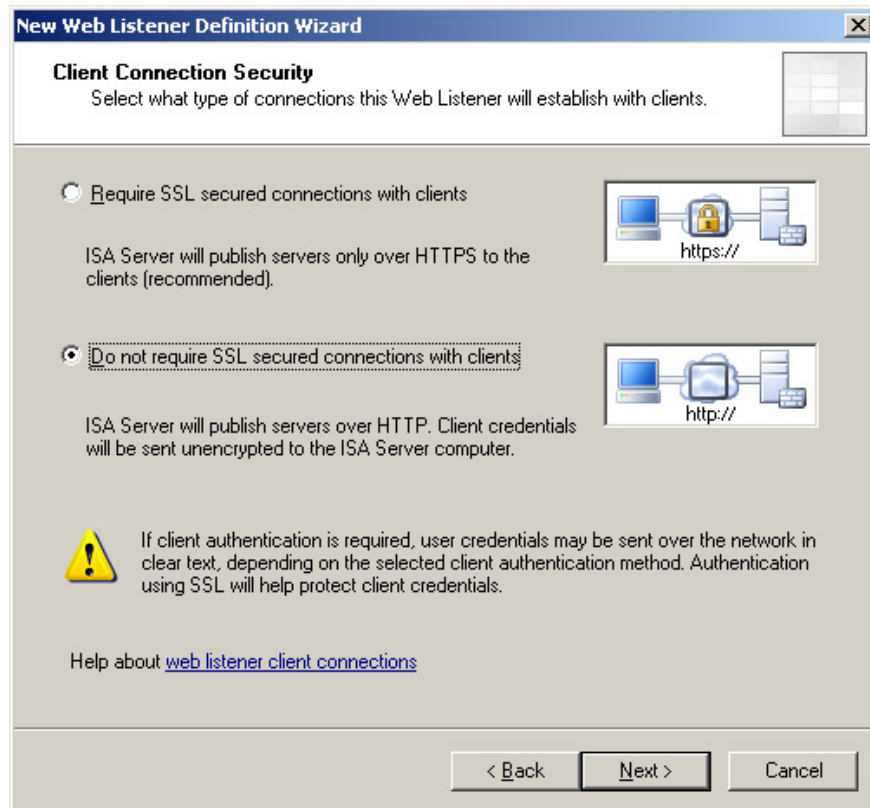 New Web Listener Definition Wizard
Client Connection Security
Select what type of connections this Web Listener will establish with clients.
Require SSL secured connections with clients
https://
ISA Server will publish servers only over HTTPS to the
clients (recommended).
Do not require SSL secured connections with clients
http://
ISA Server will publish servers over HTTP. Client credentials
will be sent unencrypted to the ISA Server computer.
If client authentication is required, user credentials may be sent over the network in
clear text, depending on the selected client authentication method. Authentication
using SSL will help protect client credentials.
Help about web listener client connections
< Back Next > Cancel